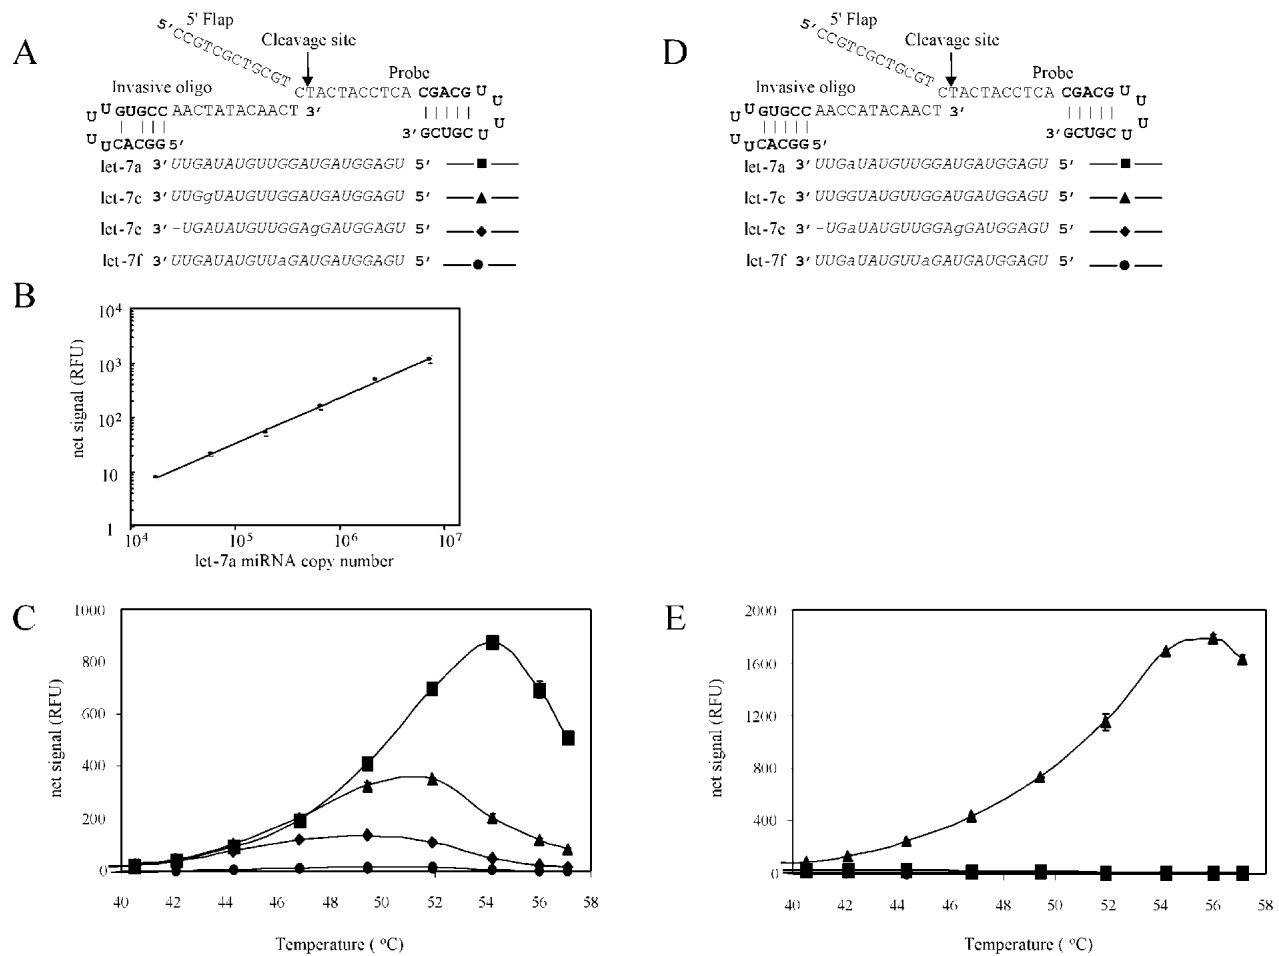 A
5' Flap
5′CCGTCGCTGCGT
Cleavage site
Probe
CTACTACCTCA CGACG U U U
Invasive oligo
U U U GUGCC AACTATACAACT 3′
3′ GCUGC U U U
U U U CACGG 5′
let-7a 3′ UUGAUAUGUUGGAUGAUGGAGU 5′
let-7c 3′ UUGgUAUGUUGGAUGAUGGAGU 5′
let-7e 3′ -UGAUAUGUUGGAgGAUGGAGU 5′
let-7f 3′ UUGAUAUGUUaGAUGAUGGAGU 5′
D
5' Flap
5′CCGTCGCTGCGT
Cleavage site
Probe
CTACTACCTCA CGACG U U U
Invasive oligo
U U U GUGCC AACCATACAACT 3′
3′ GCUGC U U U
U U U CACGG 5′
let-7a 3′ UUGaUAUGUUGGAUGAUGGAGU 5′
let-7c 3′ UUGGUAUGUUGGAUGAUGGAGU 5′
let-7e 3′ -UGaUAUGUUGGAgGAUGGAGU 5′
let-7f 3′ UUGaUAUGUUaGAUGAUGGAGU 5′
B
net signal (RFU)
10⁴
10³
10²
10
1
10⁴ 10⁵ 10⁶ 10⁷
let-7a miRNA copy number
C
net signal (RFU)
1000
800
600
400
200
0
40 42 44 46 48 50 52 54 56 58
Temperature ( °C)
E
net signal (RFU)
2000
1600
1200
800
400
0
40 42 44 46 48 50 52 54 56 58
Temperature ( °C)